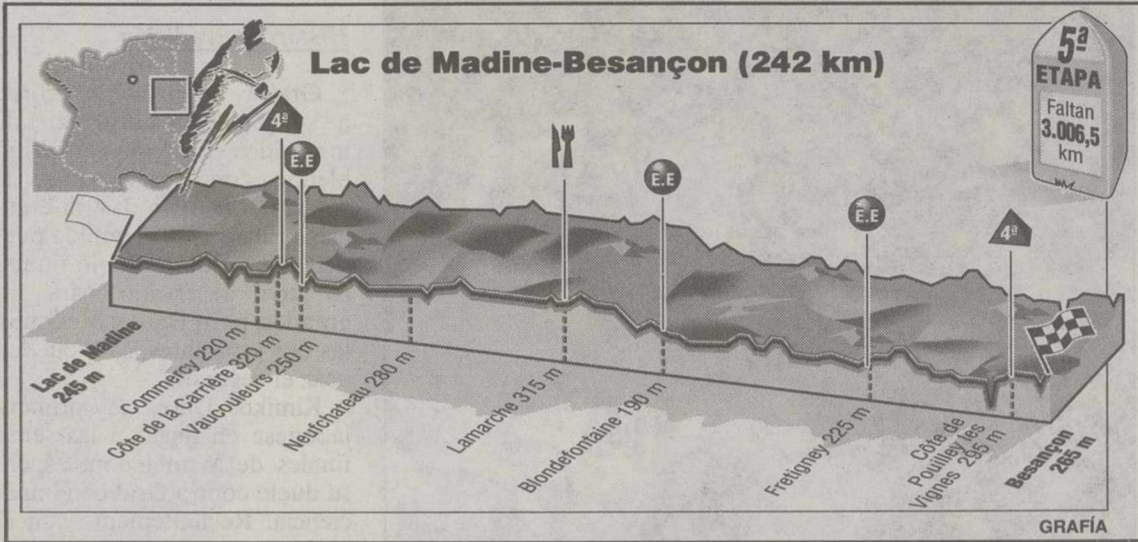 Lac de Madine-Besançon (242 km)
5ª
ETAPA
Faltan
3.006,5
km
4ª
E.E
E.E
E.E
4ª
Lac de Madine
245 m
Commercy 220 m
Côte de la Carrière 320 m
Vaucouleurs 250 m
Neufchateau 280 m
Lamarche 315 m
Blondefontaine 190 m
Fretigney 225 m
Côte de
Pouilley les
Vignes 295 m
Besançon
265 m
GRAFÍA